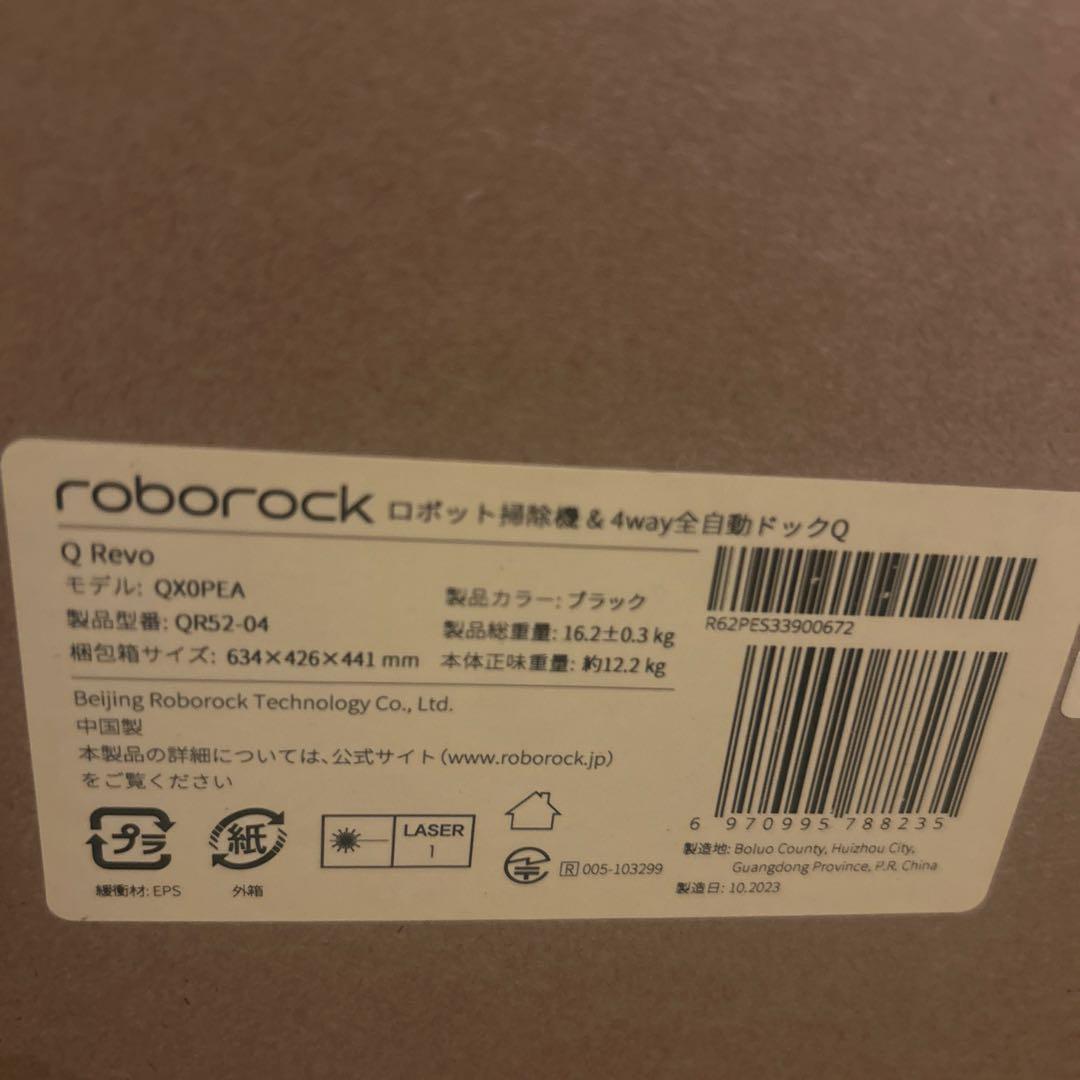 roborock ロボット掃除機 & 4way全自動ドックQ
Q Revo
モデル: QX0PEA
製品型番: QR52-04
梱包箱サイズ: 634×426×441 mm
製品カラー: ブラック
製品総重量: 16.2±0.3 kg
本体正味重量: 約12.2 kg
R62PES33900672
Beijing Roborock Technology Co., Ltd.
中国製
本製品の詳細については、公式サイト(www.roborock.jp)
をご覧ください
プラ
緩衝材: EPS
紙
外箱
LASER
1
R 005-103299
6 970995 788235
製造地: Boluo County, Huizhou City,
Guangdong Province, P.R. China
製造日: 10.2023